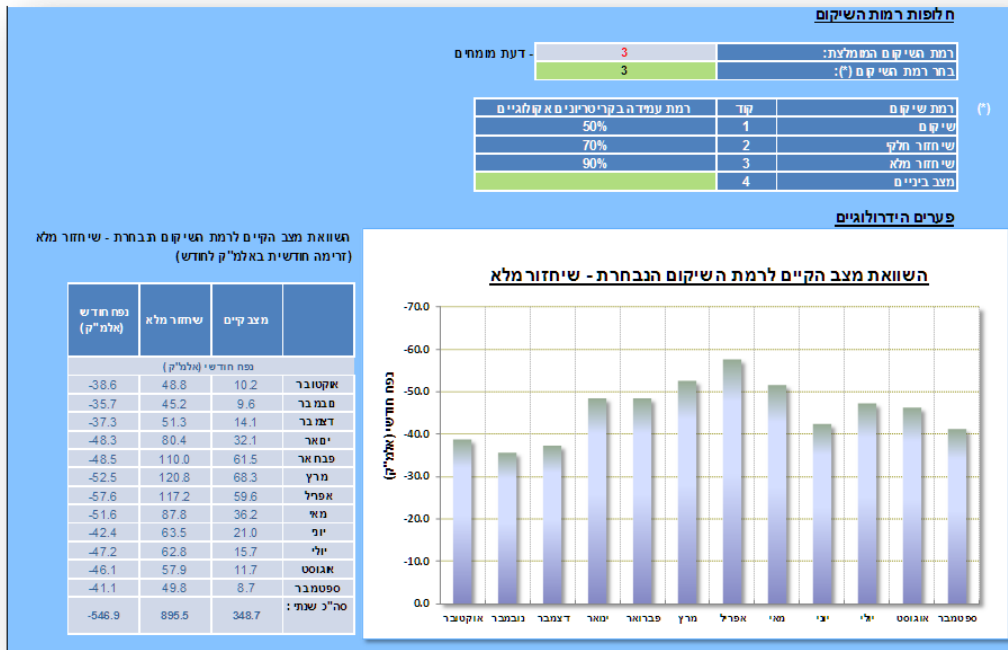 חלופות רמות השיקום
רמת השיקום המומלצת: 3 - דעת מומחים
בחר רמת השיקום (*): 3
(*) רמת שיקום קוד רמת עמידה בקריטריונים אקולוגיים
שיקום 1 50%
שיחזור חלקי 2 70%
שיחזור מלא 3 90%
מצב ביניים 4
פערים הידרולוגיים
השוואת מצב הקיים לרמת השיקום הנבחרת - שיחזור מלא
(זרימה חודשית באלמ"ק לחודש)
מצב קיים שיחזור מלא נפח חודשי (אלמ"ק)
נפח חודשי (אלמ"ק)
אוקטובר 10.2 48.8 -38.6
נובמבר 9.6 45.2 -35.7
דצמבר 14.1 51.3 -37.3
ינואר 32.1 80.4 -48.3
פברואר 61.5 110.0 -48.5
מרץ 68.3 120.8 -52.5
אפריל 59.6 117.2 -57.6
מאי 36.2 87.8 -51.6
יוני 21.0 63.5 -42.4
יולי 15.7 62.8 -47.2
אוגוסט 11.7 57.9 -46.1
ספטמבר 8.7 49.8 -41.1
סה"כ שנתי: 348.7 895.5 -546.9
השוואת מצב הקיים לרמת השיקום הנבחרת - שיחזור מלא
נפח חודשי (אלמ"ק)
-70.0
-60.0
-50.0
-40.0
-30.0
-20.0
-10.0
0.0
אוקטובר נובמבר דצמבר ינואר פברואר מרץ אפריל מאי יוני יולי אוגוסט ספטמבר